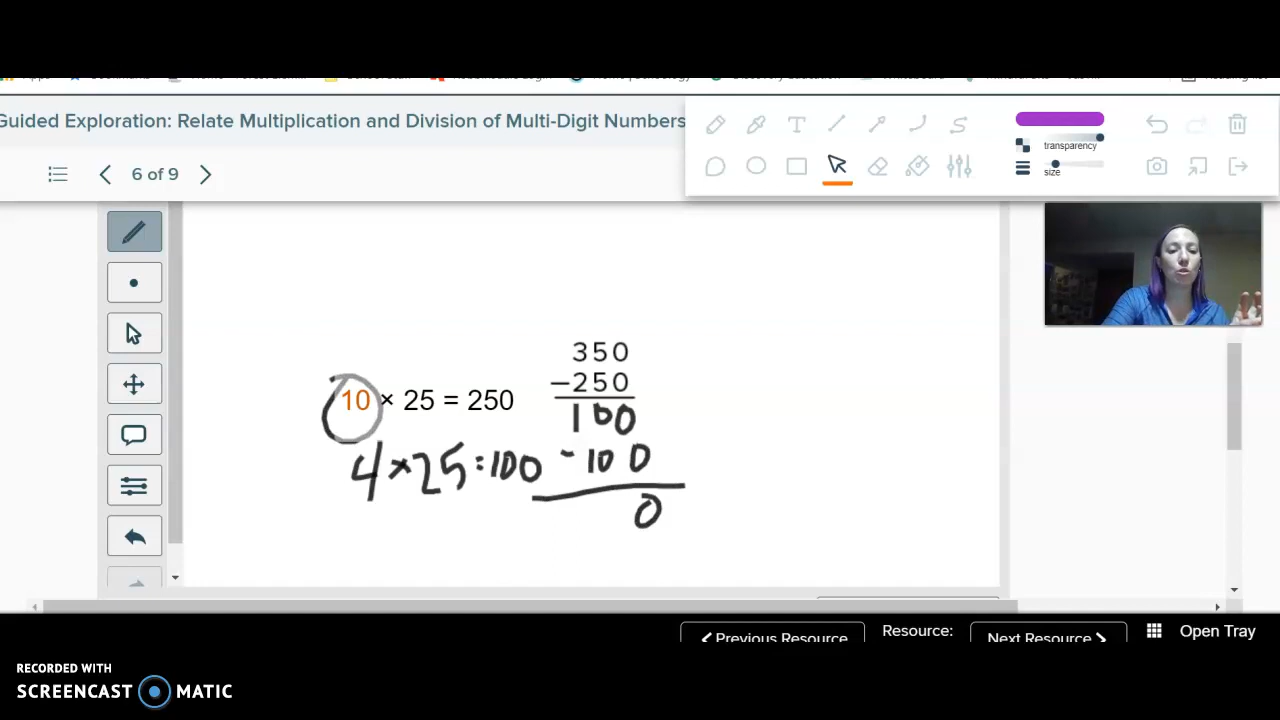 Guided Exploration: Relate Multiplication and Division of Multi-Digit Numbers
6 of 9
T
S
transparency
size
350
−250
10 × 25 = 250
100
4×25=100
-100
0
Previous Resource
Resource:
Next Resource
Open Tray
RECORDED WITH
SCREENCAST MATIC